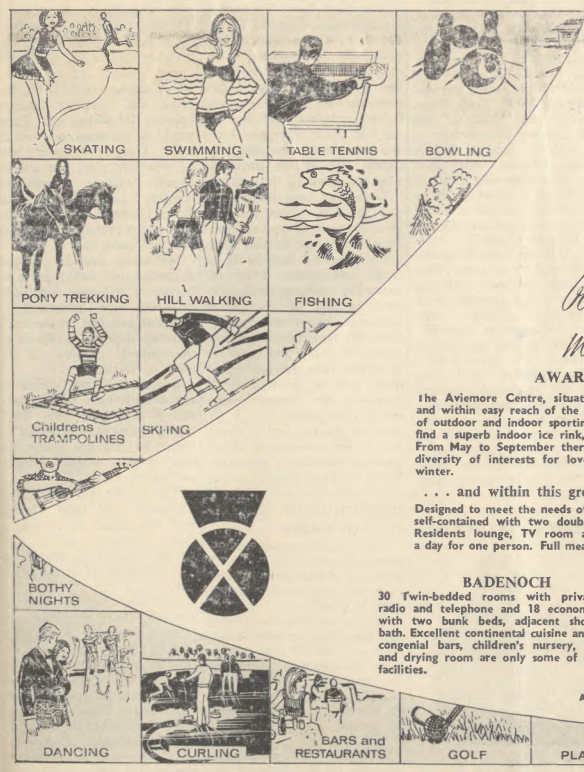 SKATING
SWIMMING
TABLE TENNIS
BOWLING
PONY TREKKING
HILL WALKING
FISHING
Childrens
TRAMPOLINES
SKI-ING
AWAR
The Aviemore Centre, situat
and within easy reach of the
of outdoor and indoor sportin
find a superb indoor ice rink,
From May to September ther
diversity of interests for lov
winter.
. . . and within this gr
Designed to meet the needs of
self-contained with two doub
Residents lounge, TV room a
a day for one person. Full mea
BOTHY
NIGHTS
BADENOCH
30 Twin-bedded rooms with priva
radio and telephone and 18 econom
with two bunk beds, adjacent sho
bath. Excellent continental cuisine an
congenial bars, children's nursery,
and drying room are only some of
facilities.
A
DANCING
CURLING
BARS and
RESTAURANTS
GOLF
PLA